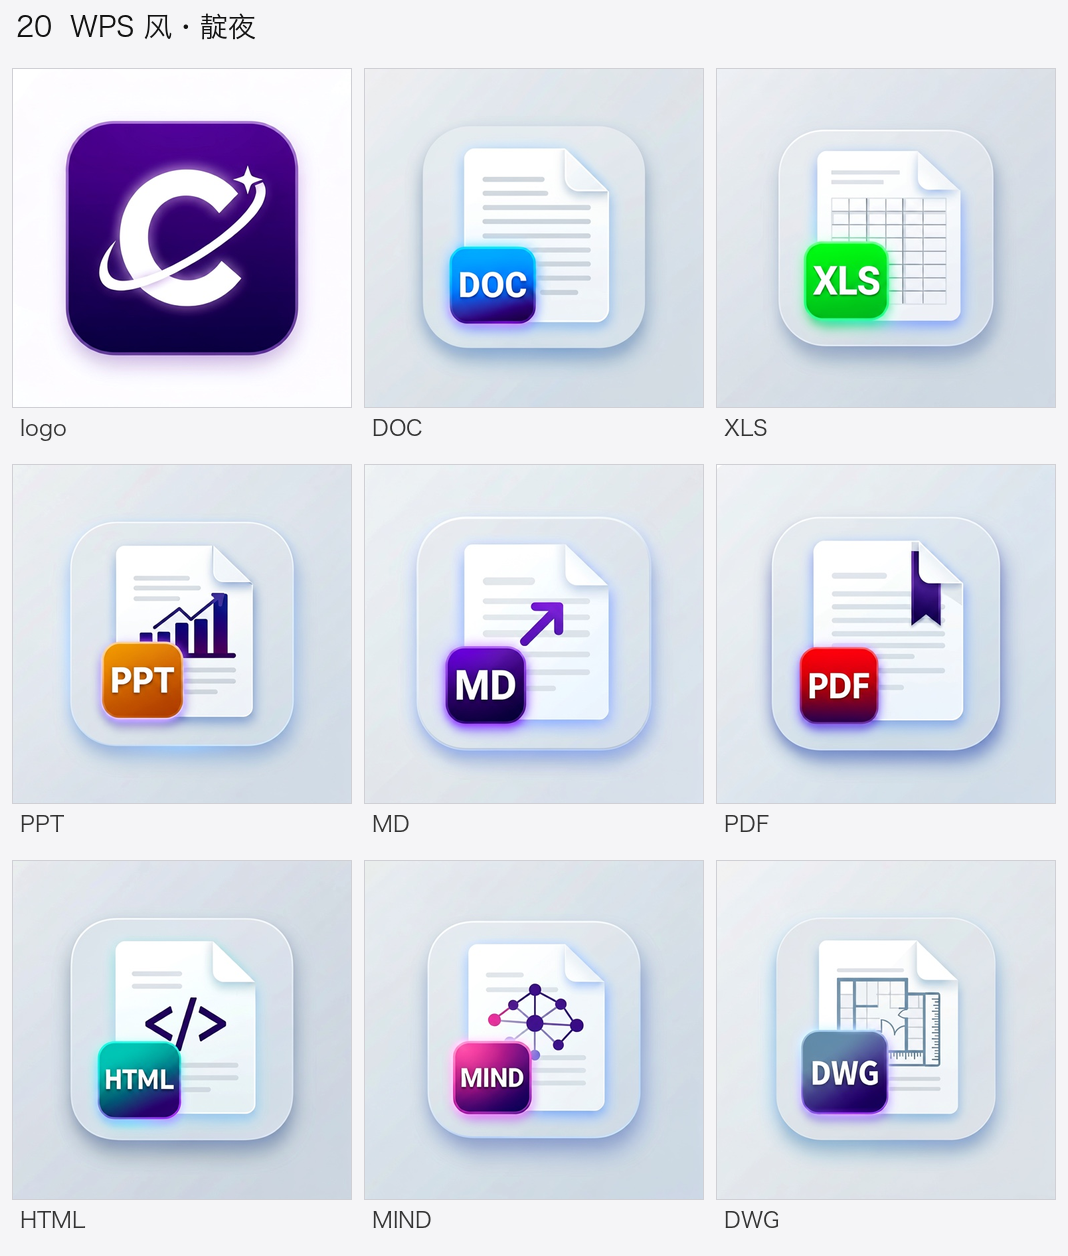 20 WPS 风·靛夜
C
logo
DOC
DOC
XLS
XLS
PPT
PPT
MD
MD
PDF
PDF
</>
HTML
HTML
MIND
MIND
DWG
DWG